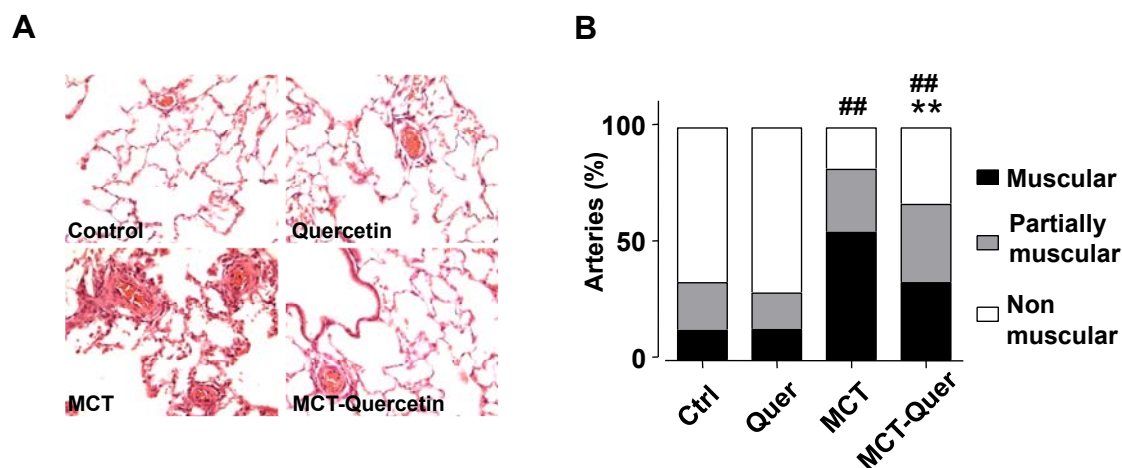 A
Control
Quercetin
MCT
MCT-Quercetin
B
##
##
**
100
50
0
Arteries (%)
Ctrl
Quer
MCT
MCT-Quer
Muscular
Partially
muscular
Non
muscular